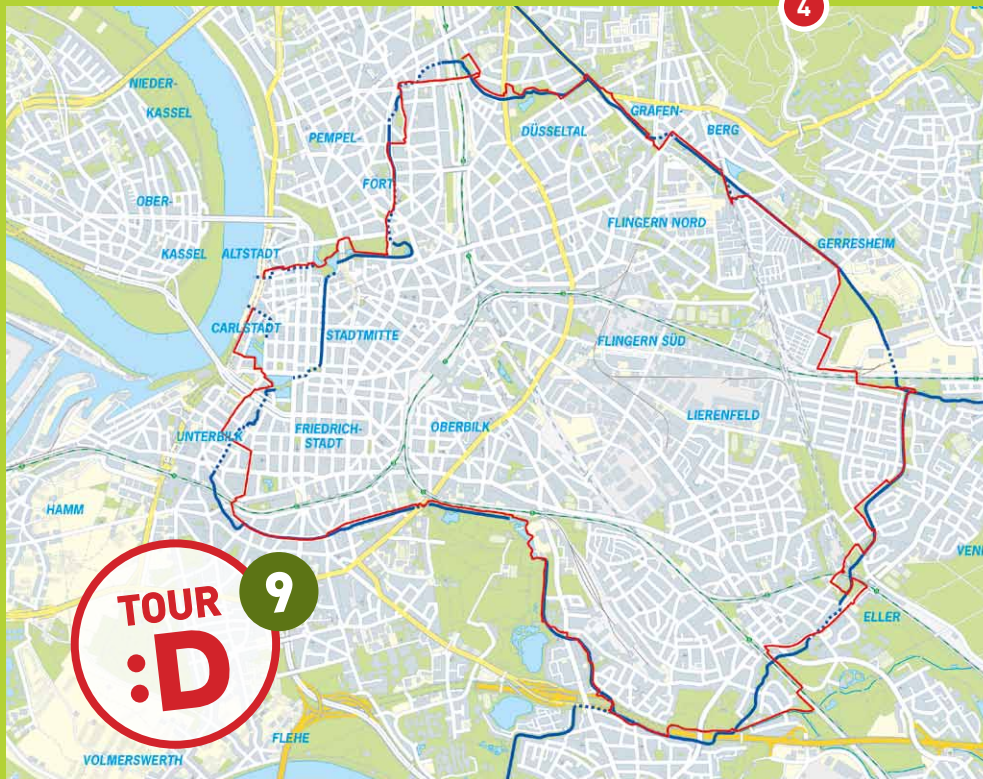 4
NIEDER-
KASSEL
GRAFEN-
BERG
DÜSSELTAL
PEMPEL-
FORT
OBER-
KASSEL
ALTSTADT
FLINGERN NORD
GERRESHEIM
CARLSTADT
STADTMITTE
FLINGERN SÜD
LIERENFELD
UNTERBILK
FRIEDRICH-
STADT
OBERBILK
HAMM
VEN
TOUR
:D
9
ELLER
FLEHE
VOLMERSWERTH